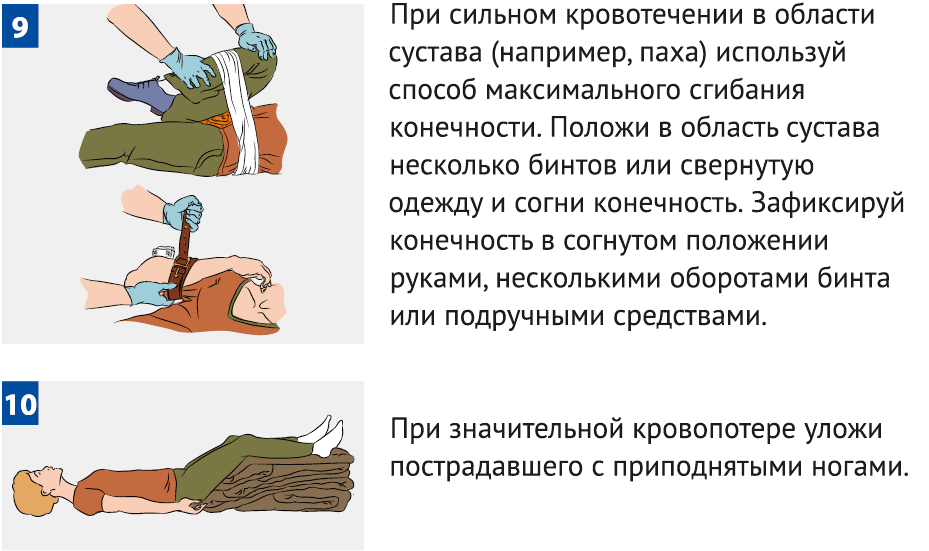 9
При сильном кровотечении в области
сустава (например, паха) используй
способ максимального сгибания
конечности. Положи в область сустава
несколько бинтов или свернутую
одежду и согни конечность. Зафиксируй
конечность в согнутом положении
руками, несколькими оборотами бинта
или подручными средствами.
10
При значительной кровопотере уложи
пострадавшего с приподнятыми ногами.